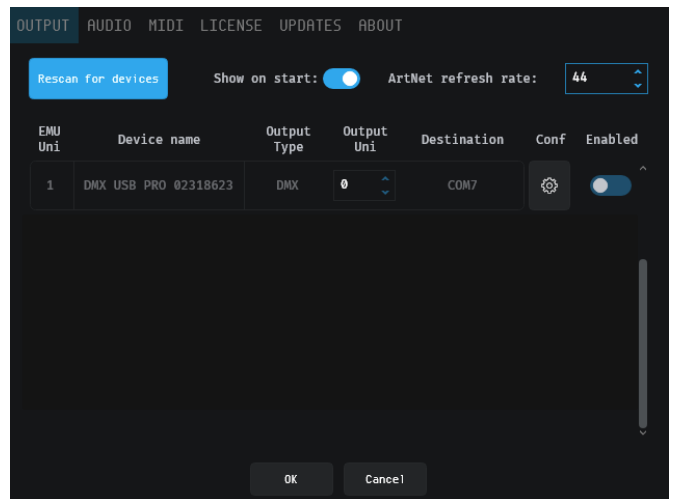 OUTPUT AUDIO MIDI LICENSE UPDATES ABOUT
Rescan for devices Show on start: ArtNet refresh rate: 44
EMU Uni Device name Output Type Output Uni Destination Conf Enabled
1 DMX USB PRO 02318623 DMX 0 COM7
OK Cancel